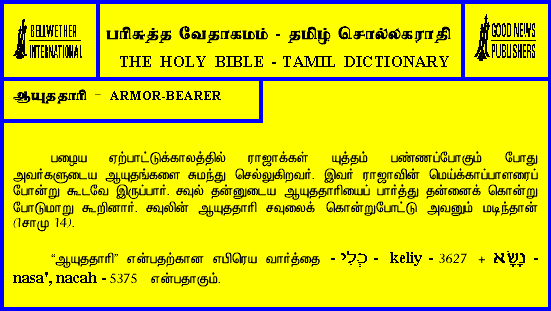 BELLWETHER
INTERNATIONAL
பரிசுத்த வேதாகமம் - தமிழ் சொல்லகராதி
THE HOLY BIBLE - TAMIL DICTIONARY
GOOD NEWS
PUBLISHERS
ஆயுததாரி – ARMOR-BEARER
பழைய ஏற்பாட்டுக்காலத்தில் ராஜாக்கள் யுத்தம் பண்ணப்போகும் போது
அவர்களுடைய ஆயுதங்களை சுமந்து செல்லுகிறவர். இவர் ராஜாவின் மெய்க்காப்பாளரைப்
போன்று கூடவே இருப்பார். சவுல் தன்னுடைய ஆயுததாரியைப் பார்த்து தன்னைக் கொன்று
போடுமாறு கூறினார். சவுலின் ஆயுததாரி சவுலைக் கொன்றுபோட்டு அவனும் மடிந்தான்
(1சாமு 14).
“ஆயுததாரி” என்பதற்கான எபிரெய வார்த்தை - כְּלִי - keliy - 3627 + נָשָׂא -
nasa', nacah - 5375 என்பதாகும்.